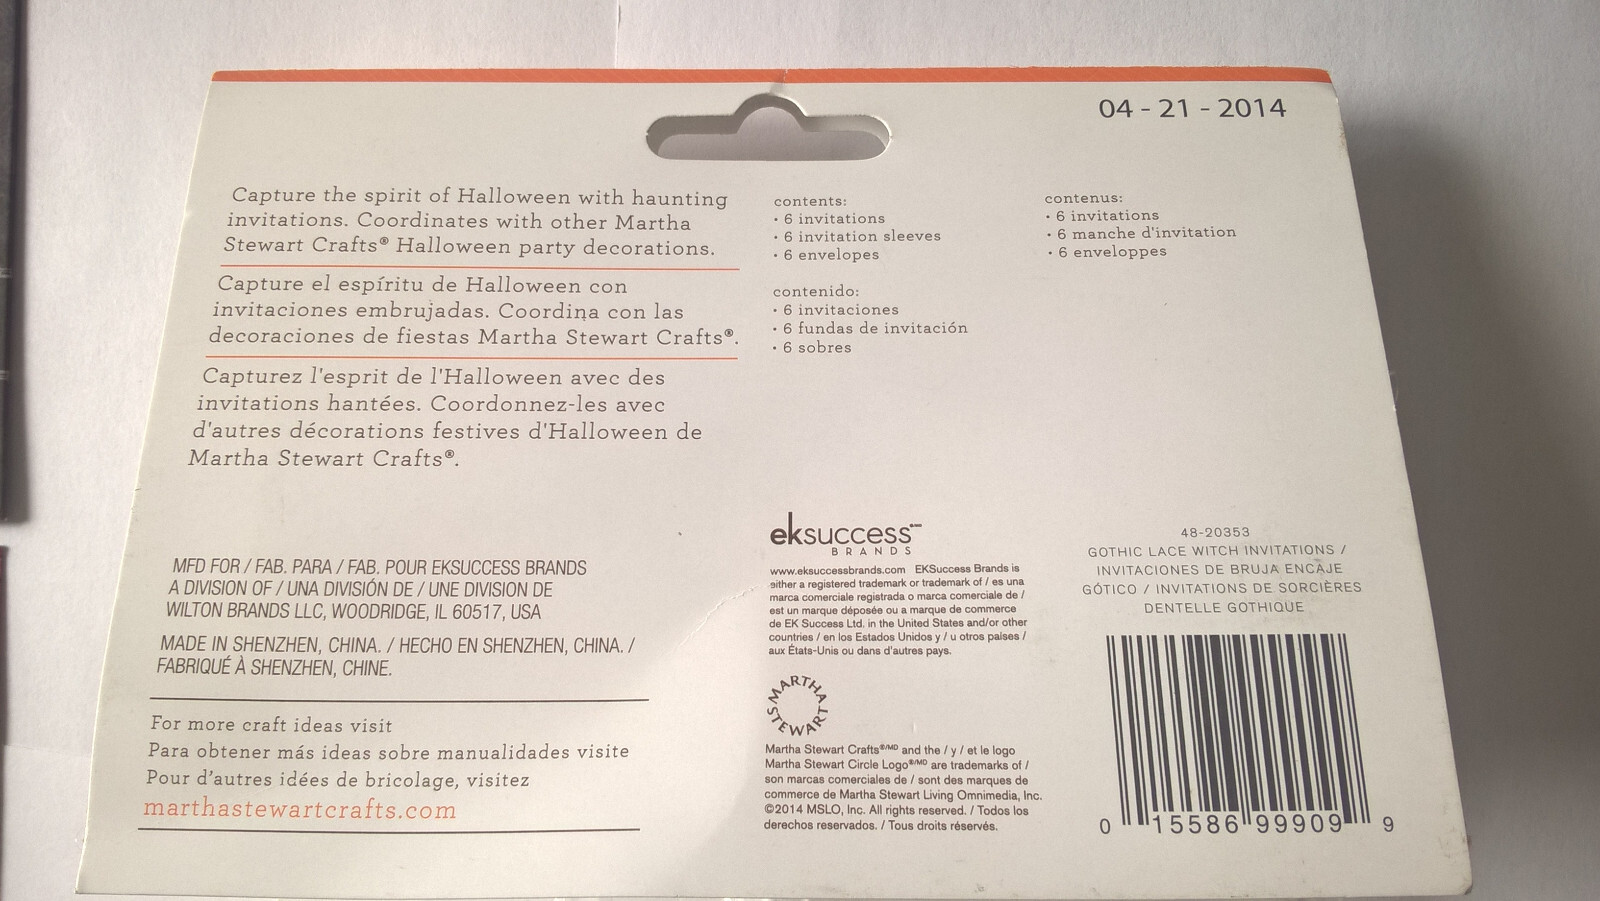 04 - 21 - 2014
Capture the spirit of Halloween with haunting
invitations. Coordinates with other Martha
Stewart Crafts® Halloween party decorations.
Capture el espíritu de Halloween con
invitaciones embrujadas. Coordina con las
decoraciones de fiestas Martha Stewart Crafts®.
Capturez l'esprit de l'Halloween avec des
invitations hantées. Coordonnez-les avec
d'autres décorations festives d'Halloween de
Martha Stewart Crafts®.
contents:
• 6 invitations
• 6 invitation sleeves
• 6 envelopes
contenido:
• 6 invitaciones
• 6 fundas de invitación
• 6 sobres
contenus:
• 6 invitations
• 6 manche d'invitation
• 6 enveloppes
MFD FOR / FAB. PARA / FAB. POUR EKSUCCESS BRANDS
A DIVISION OF / UNA DIVISIÓN DE / UNE DIVISION DE
WILTON BRANDS LLC, WOODRIDGE, IL 60517, USA
MADE IN SHENZHEN, CHINA. / HECHO EN SHENZHEN, CHINA. /
FABRIQUÉ À SHENZHEN, CHINE.
For more craft ideas visit
Para obtener más ideas sobre manualidades visite
Pour d'autres idées de bricolage, visitez
marthastewartcrafts.com
eksuccess™
BRANDS
www.eksuccessbrands.com EKSuccess Brands is
either a registered trademark or trademark of / es una
marca comerciale registrada o marca comerciale de /
est un marque déposée ou a marque de commerce
de EK Success Ltd. in the United States and/or other
countries / en los Estados Unidos y / u otros países /
aux États-Unis ou dans d'autres pays.
MARTHA STEWART
Martha Stewart Crafts®/MD and the / y / et le logo
Martha Stewart Circle Logo®/MD are trademarks of /
son marcas comerciales de / sont des marques de
commerce de Martha Stewart Living Omnimedia, Inc.
©2014 MSLO, Inc. All rights reserved. / Todos los
derechos reservados. / Tous droits réservés.
48-20353
GOTHIC LACE WITCH INVITATIONS /
INVITACIONES DE BRUJA ENCAJE
GÓTICO / INVITATIONS DE SORCIÈRES
DENTELLE GOTHIQUE
0 15586 99909 9